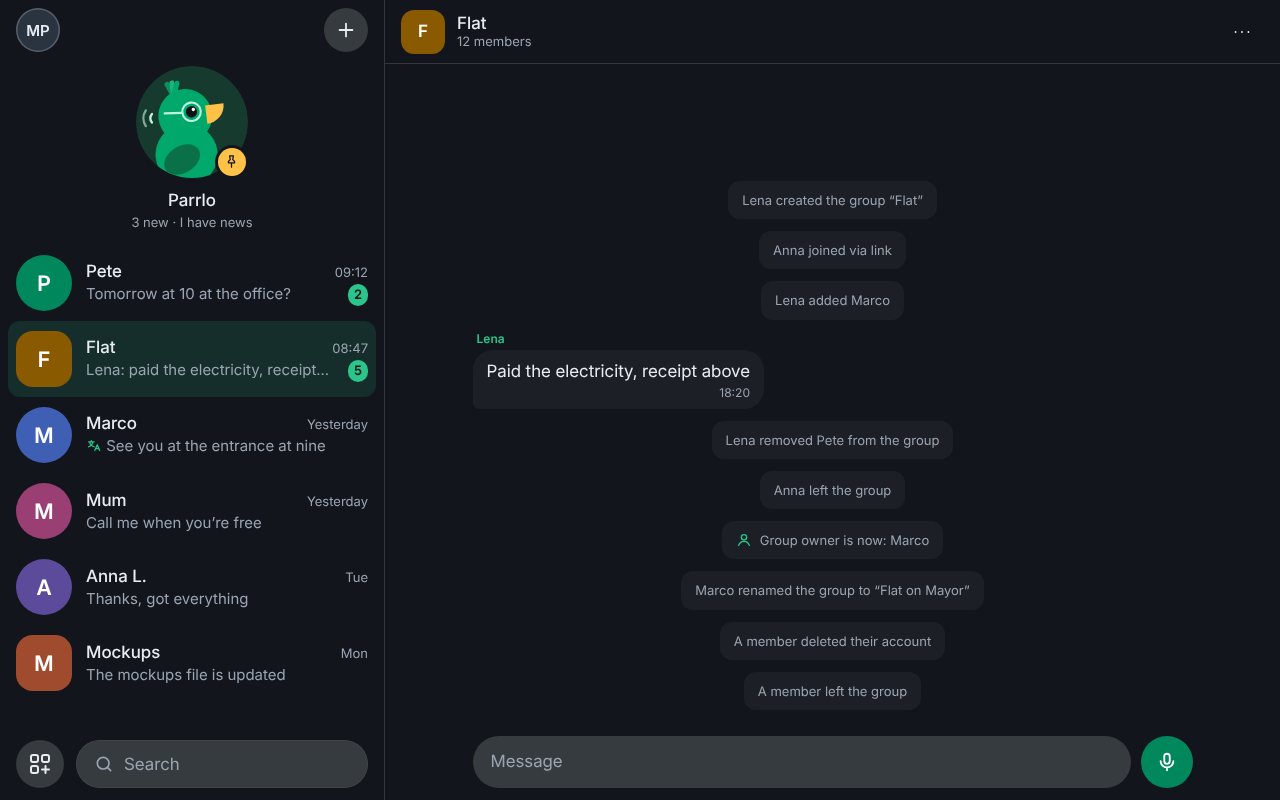 MP
Parrlo
3 new · I have news
P
Pete
09:12
Tomorrow at 10 at the office?
2
F
Flat
08:47
Lena: paid the electricity, receipt...
5
M
Marco
Yesterday
See you at the entrance at nine
M
Mum
Yesterday
Call me when you’re free
A
Anna L.
Tue
Thanks, got everything
M
Mockups
Mon
The mockups file is updated
Search
F
Flat
12 members
Lena created the group “Flat”
Anna joined via link
Lena added Marco
Lena
Paid the electricity, receipt above
18:20
Lena removed Pete from the group
Anna left the group
Group owner is now: Marco
Marco renamed the group to “Flat on Mayor”
A member deleted their account
A member left the group
Message